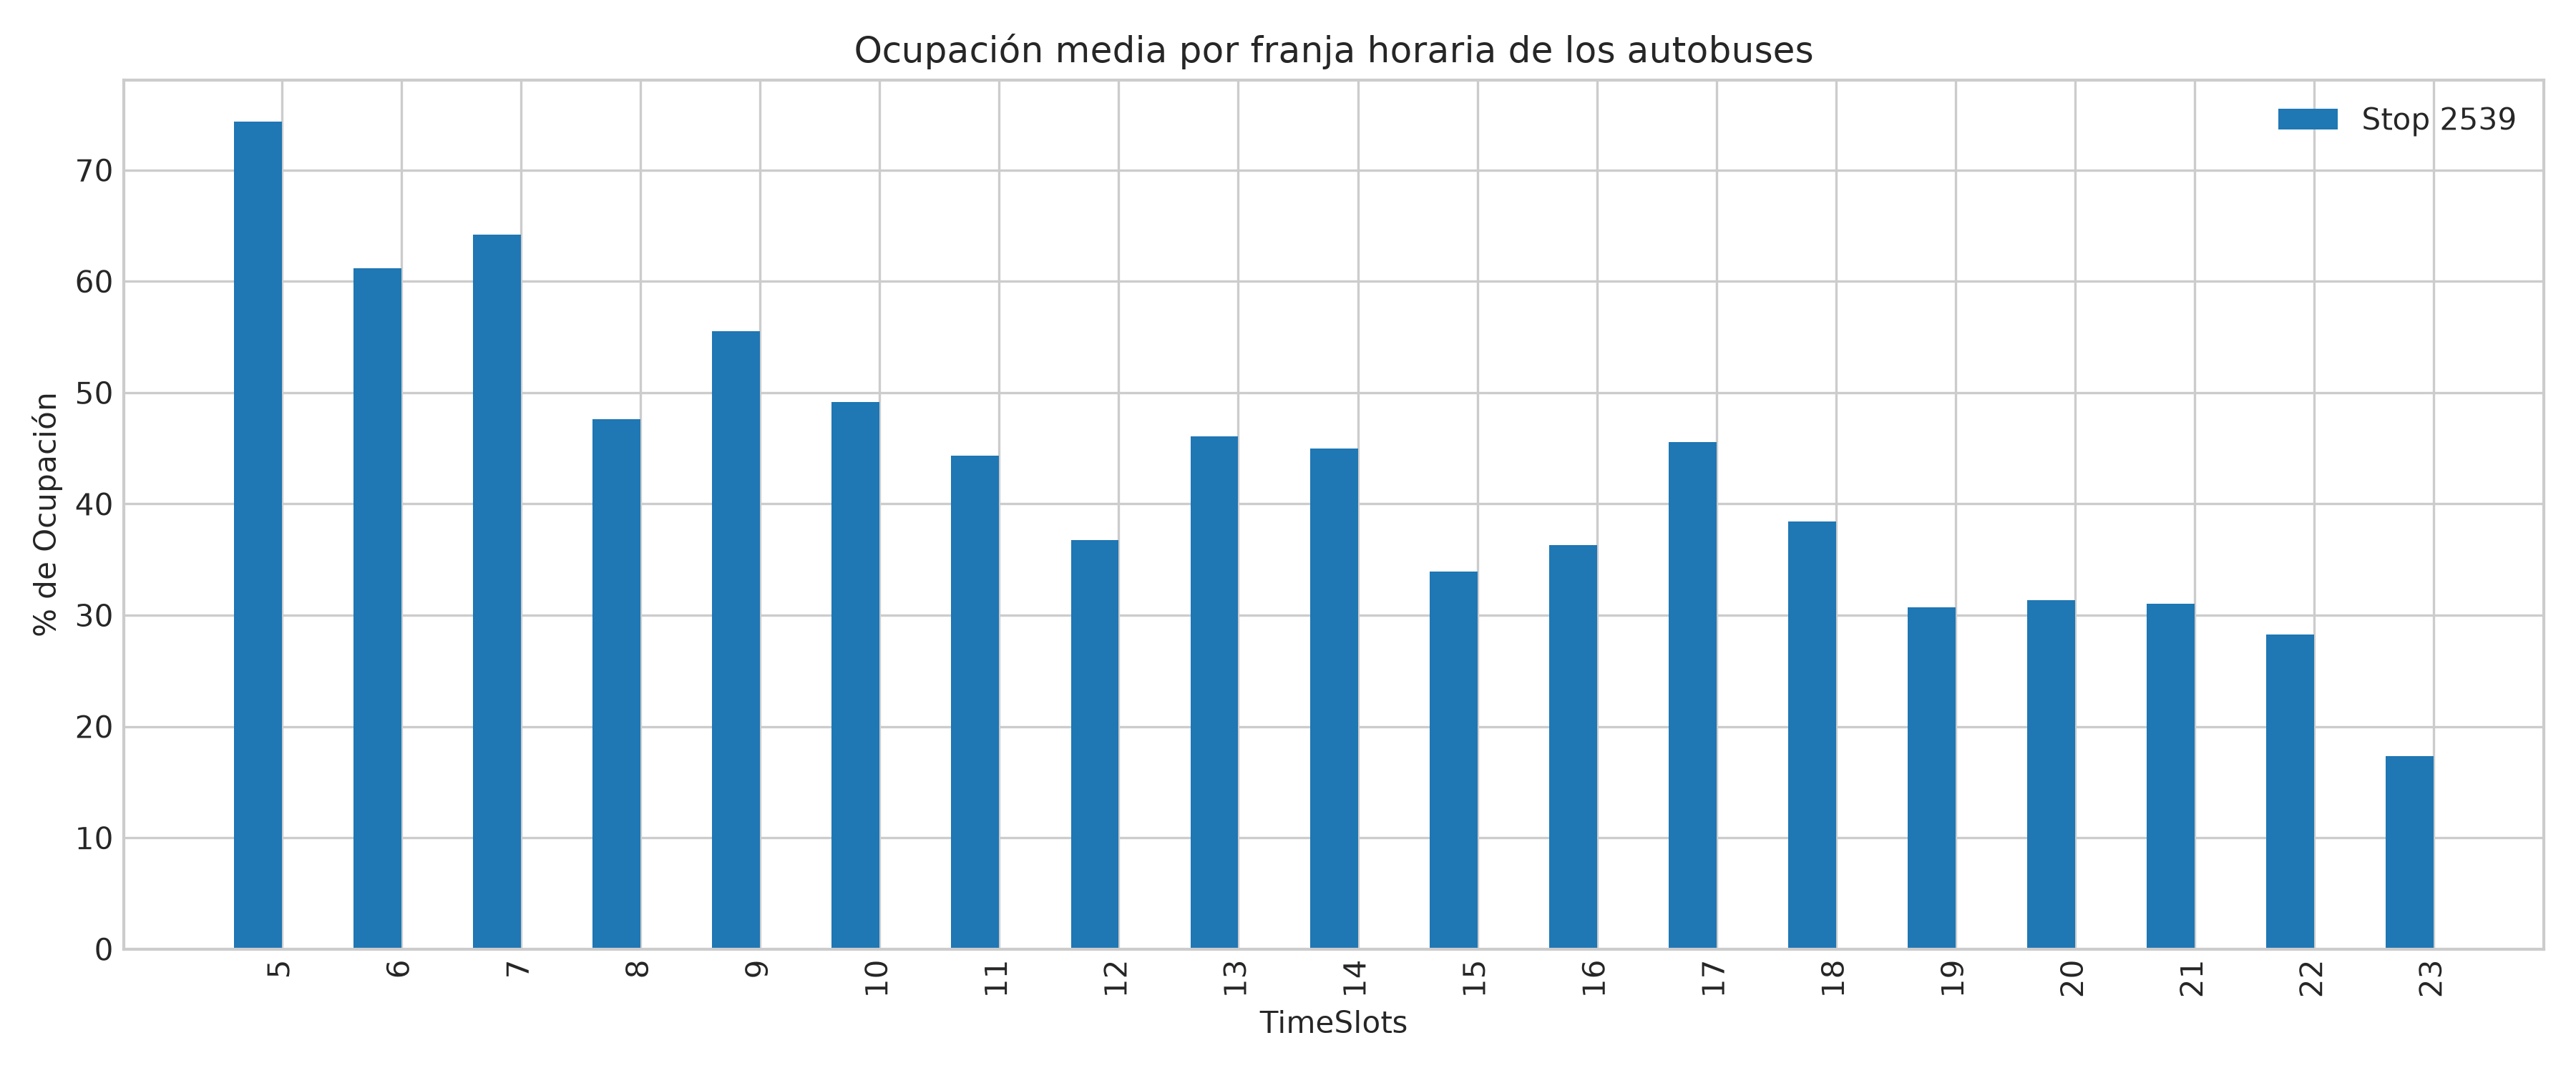 Ocupación media por franja horaria de los autobuses
Stop 2539
% de Ocupación
70
60
50
40
30
20
10
0
5 6 7 8 9 10 11 12 13 14 15 16 17 18 19 20 21 22 23
TimeSlots